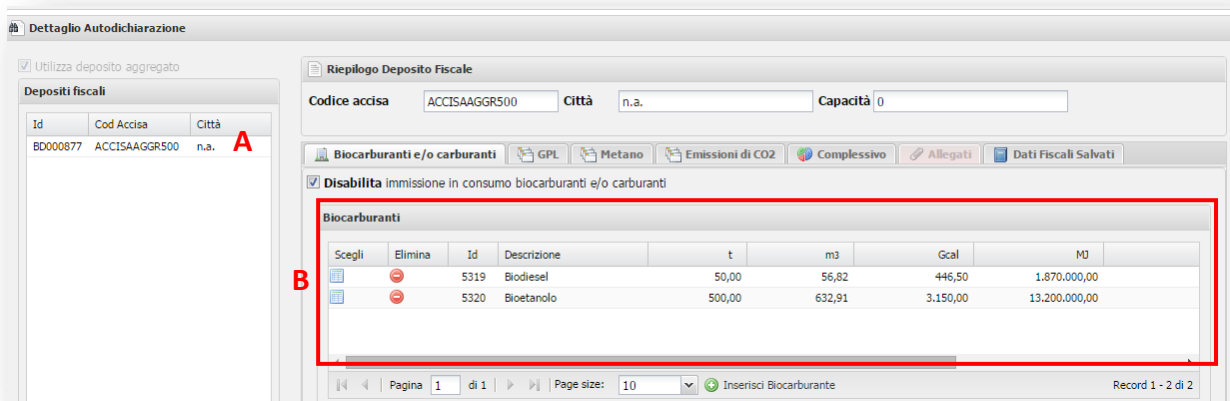 Dettaglio Autodichiarazione
Utilizza deposito aggregato
Depositi fiscali
Id Cod Accisa Città
BD000877 ACCISAAGGR500 n.a. A
Riepilogo Deposito Fiscale
Codice accisa ACCISAAGGR500 Città n.a. Capacità 0
Biocarburanti e/o carburanti GPL Metano Emissioni di CO2 Complessivo Allegati Dati Fiscali Salvati
Disabilita immissione in consumo biocarburanti e/o carburanti
Biocarburanti
Scegli Elimina Id Descrizione t m3 Gcal MJ
B
5319 Biodiesel 50,00 56,82 446,50 1.870.000,00
5320 Bioetanolo 500,00 632,91 3.150,00 13.200.000,00
Pagina 1 di 1 Page size: 10 Inserisci Biocarburante Record 1 - 2 di 2